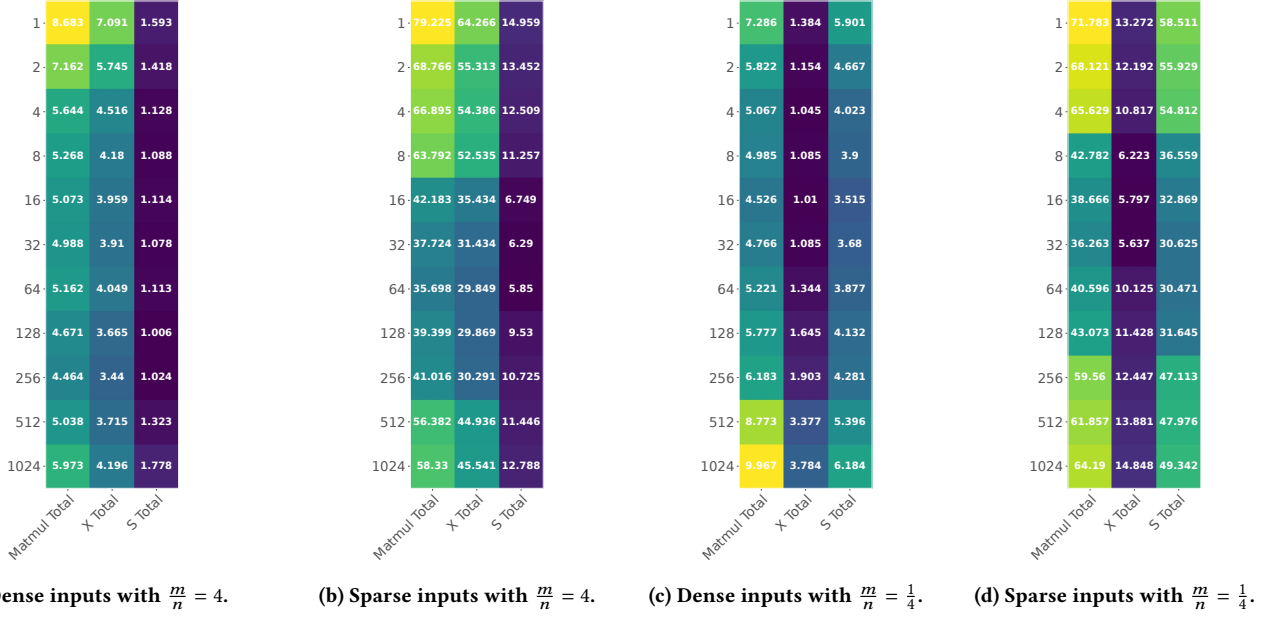 1 8.683 7.091 1.593
2 7.162 5.745 1.418
4 5.644 4.516 1.128
8 5.268 4.18 1.088
16 5.073 3.959 1.114
32 4.988 3.91 1.078
64 5.162 4.049 1.113
128 4.671 3.665 1.006
256 4.464 3.44 1.024
512 5.038 3.715 1.323
1024 5.973 4.196 1.778
Matmul Total X Total S Total
ense inputs with m/n = 4.
1 79.225 64.266 14.959
2 68.766 55.313 13.452
4 66.895 54.386 12.509
8 63.792 52.535 11.257
16 42.183 35.434 6.749
32 37.724 31.434 6.29
64 35.698 29.849 5.85
128 39.399 29.869 9.53
256 41.016 30.291 10.725
512 56.382 44.936 11.446
1024 58.33 45.541 12.788
Matmul Total X Total S Total
(b) Sparse inputs with m/n = 4.
1 7.286 1.384 5.901
2 5.822 1.154 4.667
4 5.067 1.045 4.023
8 4.985 1.085 3.9
16 4.526 1.01 3.515
32 4.766 1.085 3.68
64 5.221 1.344 3.877
128 5.777 1.645 4.132
256 6.183 1.903 4.281
512 8.773 3.377 5.396
1024 9.967 3.784 6.184
Matmul Total X Total S Total
(c) Dense inputs with m/n = 1/4.
1 71.783 13.272 58.511
2 68.121 12.192 55.929
4 65.629 10.817 54.812
8 42.782 6.223 36.559
16 38.666 5.797 32.869
32 36.263 5.637 30.625
64 40.596 10.125 30.471
128 43.073 11.428 31.645
256 59.56 12.447 47.113
512 61.857 13.881 47.976
1024 64.19 14.848 49.342
Matmul Total X Total S Total
(d) Sparse inputs with m/n = 1/4.